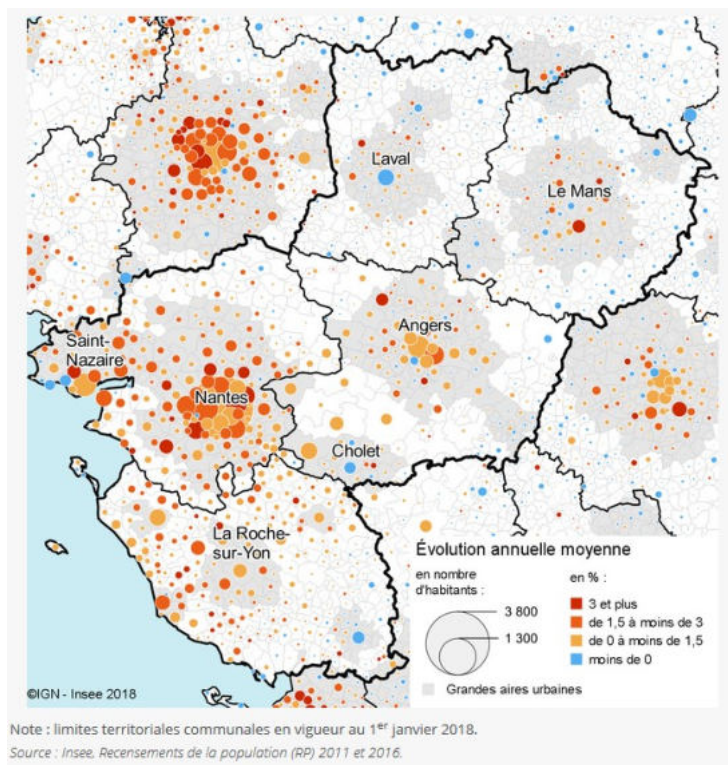 Laval
Le Mans
Angers
Saint-
Nazaire
Nantes
Cholet
La Roche-
sur-Yon
Évolution annuelle moyenne
en nombre
d'habitants :
3 800
1 300
en % :
3 et plus
de 1,5 à moins de 3
de 0 à moins de 1,5
moins de 0
Grandes aires urbaines
©IGN - Insee 2018
Note : limites territoriales communales en vigueur au 1er janvier 2018.
Source : Insee, Recensements de la population (RP) 2011 et 2016.